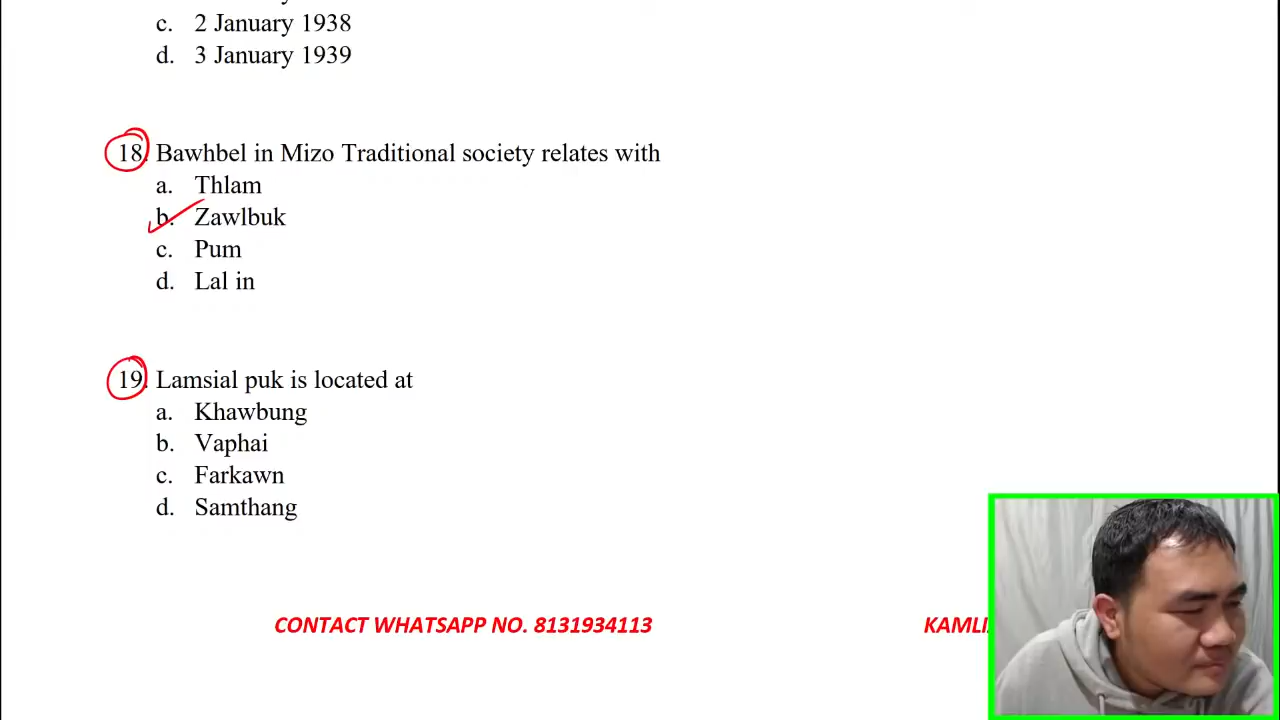 c. 2 January 1938
d. 3 January 1939
18. Bawhbel in Mizo Traditional society relates with
a. Thlam
b. Zawlbuk
c. Pum
d. Lal in
19. Lamsial puk is located at
a. Khawbung
b. Vaphai
c. Farkawn
d. Samthang
CONTACT WHATSAPP NO. 8131934113